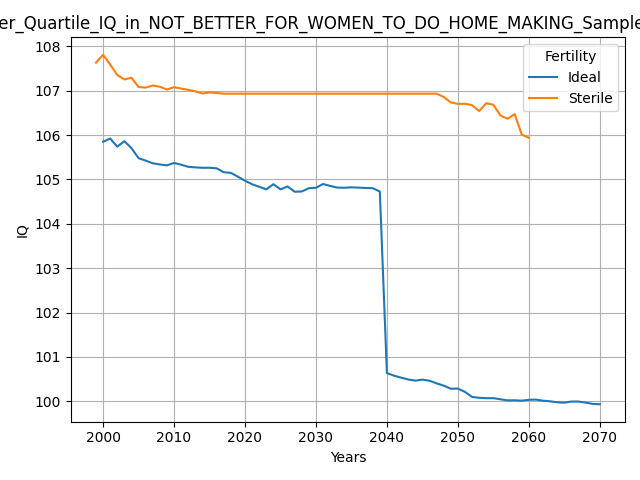 er_Quartile_IQ_in_NOT_BETTER_FOR_WOMEN_TO_DO_HOME_MAKING_Sample
Fertility
Ideal
Sterile
108
107
106
105
104
103
102
101
100
IQ
2000 2010 2020 2030 2040 2050 2060 2070
Years